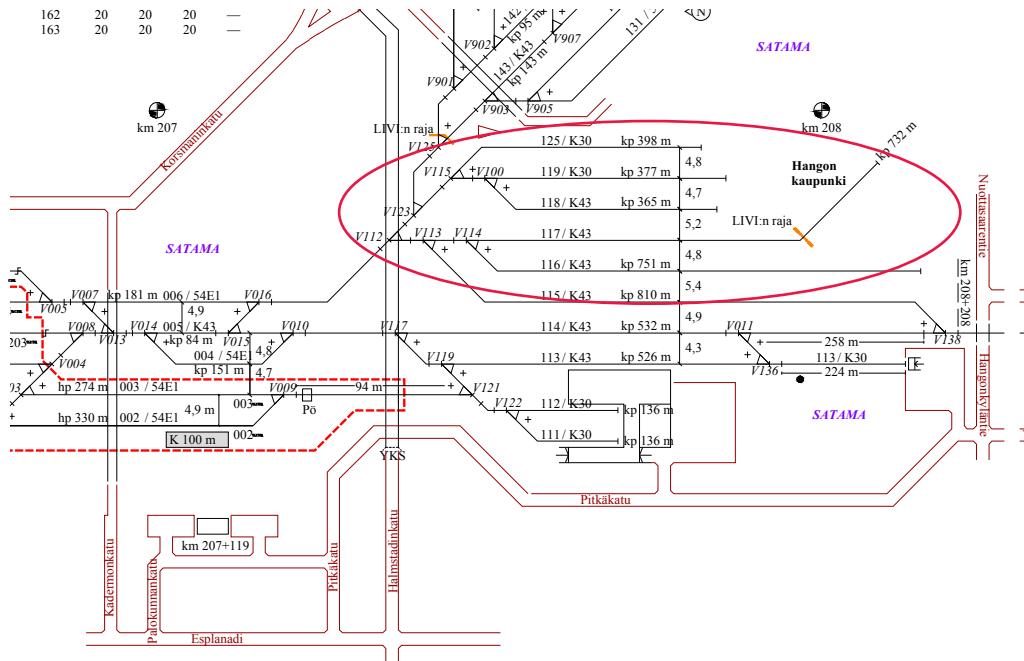 162 20 20 20 —
163 20 20 20 —
142
kp 95 m
V902
V907
131 /
N
SATAMA
143 / K43
kp 143 m
V901
V903
V905
km 207
km 208
Korsmaninkatu
LIVI:n raja
V125
125 / K30 kp 398 m
4,8
kp 732 m
Hangon
kaupunki
V115
V100
119 / K30 kp 377 m
4,7
118 / K43 kp 365 m
5,2
V123
LIVI:n raja
V112
V113
V114
117 / K43
4,8
116 / K43 kp 751 m
5,4
115 / K43 kp 810 m
4,9
Nuottasaarentie
km 208+208
SATAMA
V005
V007
kp 181 m 006 / 54E1
V016
4,9
V008
V013
V014
005 / K43
kp 84 m
V015
V010
V117
114 / K43 kp 532 m
V011
V138
258 m
203
004 / 54E1
4,8
kp 151 m
4,7
4,3
V119
113 / K43 kp 526 m
V136
113 / K30
224 m
V004
03
hp 274 m 003 / 54E1
94 m
V009
V121
Hangonkyläntie
4,9 m
003
Pö
V122
112 / K30 kp 136 m
SATAMA
hp 330 m 002 / 54E1
002
K 100 m
111 / K30 kp 136 m
YKS
Pitkäkatu
km 207+119
Kadermonkatu
Palokunnankatu
Pitkäkatu
Halmstadinkatu
Esplanadi